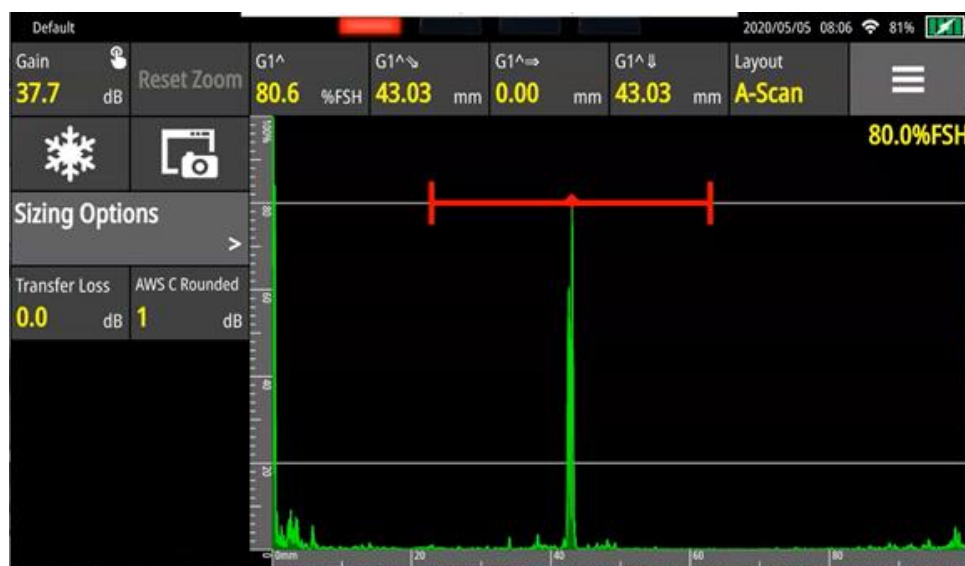 Default 2020/05/05 08:06 81%
Gain
37.7 dB
Reset Zoom
G1^
80.6 %FSH
G1^⇘
43.03 mm
G1^⇒
0.00 mm
G1^⇓
43.03 mm
Layout
A-Scan
Sizing Options
>
Transfer Loss
0.0 dB
AWS C Rounded
1 dB
80.0%FSH
100%
80
60
40
20
0
0mm 20 40 60 80